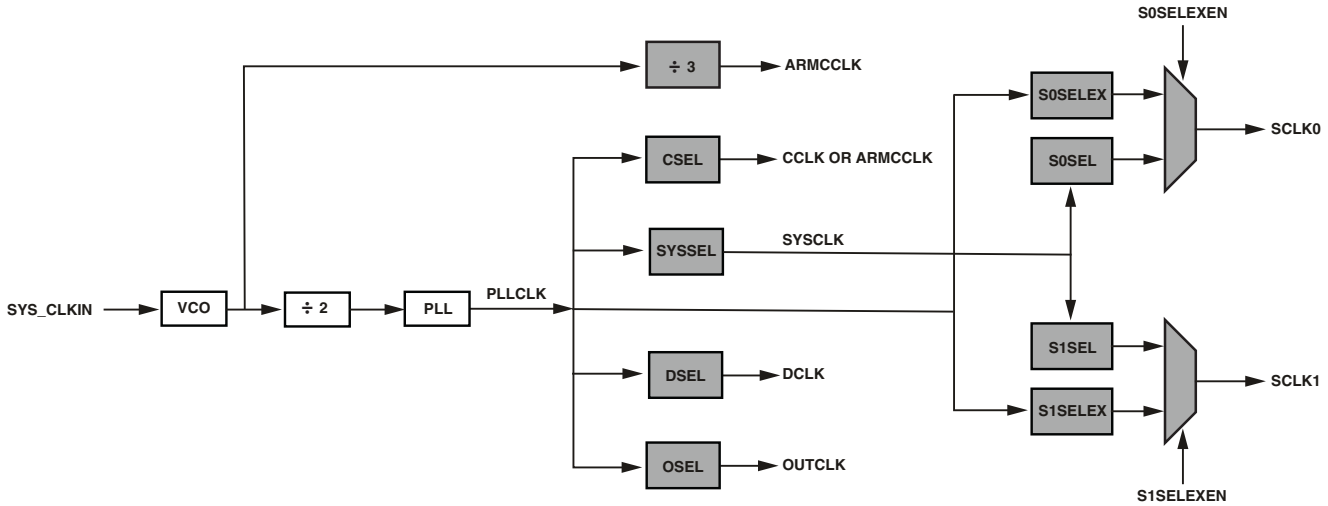 S0SELEXEN
÷ 3
ARMCCLK
S0SELEX
SCLK0
CSEL
CCLK OR ARMCCLK
S0SEL
SYSSEL
SYSCLK
SYS_CLKIN
VCO
÷ 2
PLL
PLLCLK
S1SEL
DSEL
DCLK
SCLK1
S1SELEX
OSEL
OUTCLK
S1SELEXEN